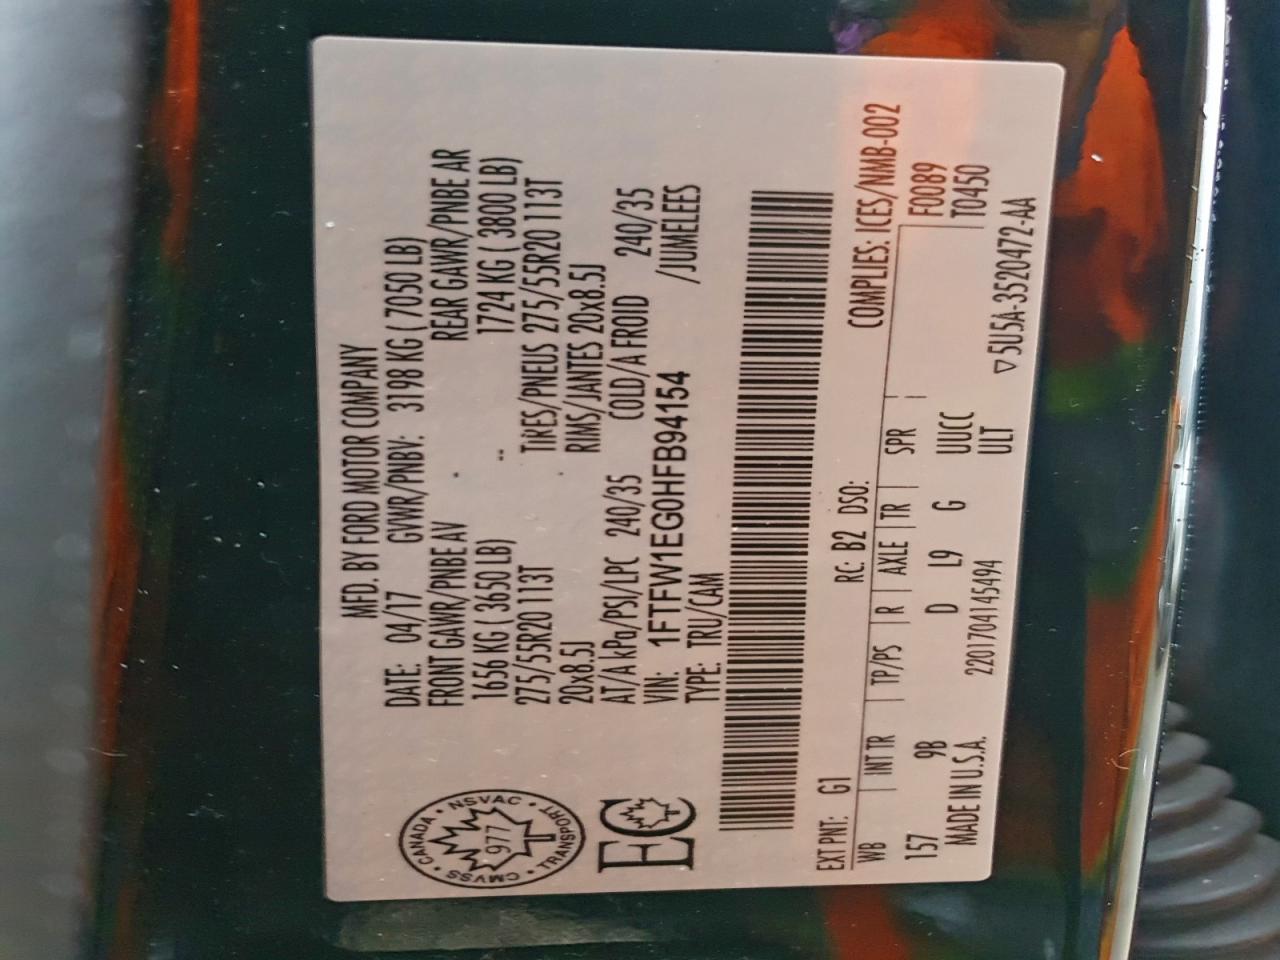 MFD. BY FORD MOTOR COMPANY
DATE: 04/17 GVWR/PNBV: 3198 KG ( 7050 LB)
FRONT GAWR/PNBE AV REAR GAWR/PNBE AR
1656 KG ( 3650 LB) 1724 KG ( 3800 LB)
275/55R20 113T TIRES/PNEUS 275/55R20 113T
20x8.5J RIMS/JANTES 20x8.5J
AT/A kPa/PSI/LPC 240/35 COLD/A FROID 240/35
VIN: 1FTFW1EG0HFB94154 /JUMELEES
TYPE: TRU/CAM
CANADA • NSVAC • TRANSPORT • CMVSS •
977
EC
COMPLIES: ICES/NMB-002
EXT PNT: G1 RC: B2 DSO:
F0089
WB INT TR TP/PS R AXLE TR SPR T0450
157 9B D L9 G UUCC
ULT
MADE IN U.S.A. 220170414 5494 ▽5U5A-3520472-AA